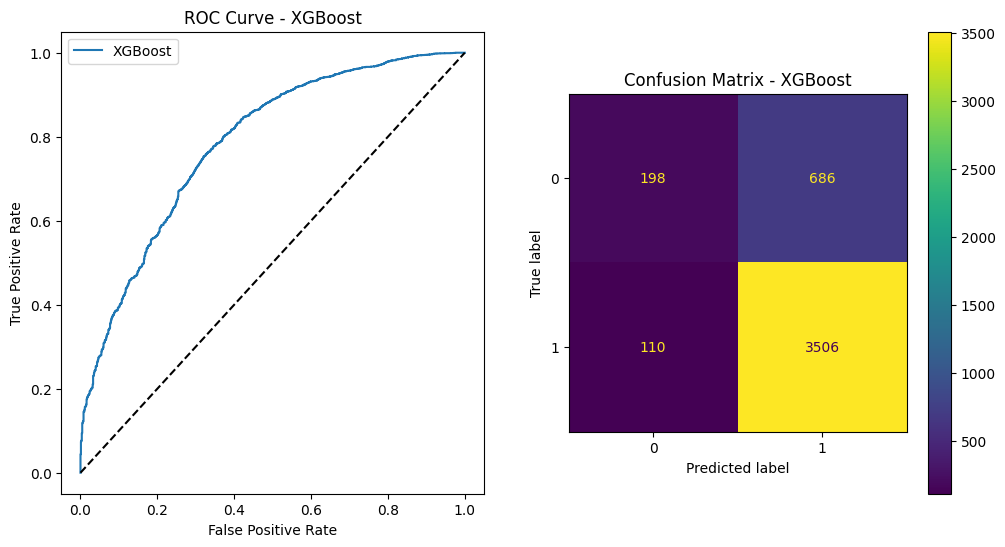 ROC Curve - XGBoost
XGBoost
1.0
0.8
0.6
0.4
0.2
0.0
True Positive Rate
0.0 0.2 0.4 0.6 0.8 1.0
False Positive Rate
Confusion Matrix - XGBoost
0
198 686
1
110 3506
True label
0 1
Predicted label
3500
3000
2500
2000
1500
1000
500